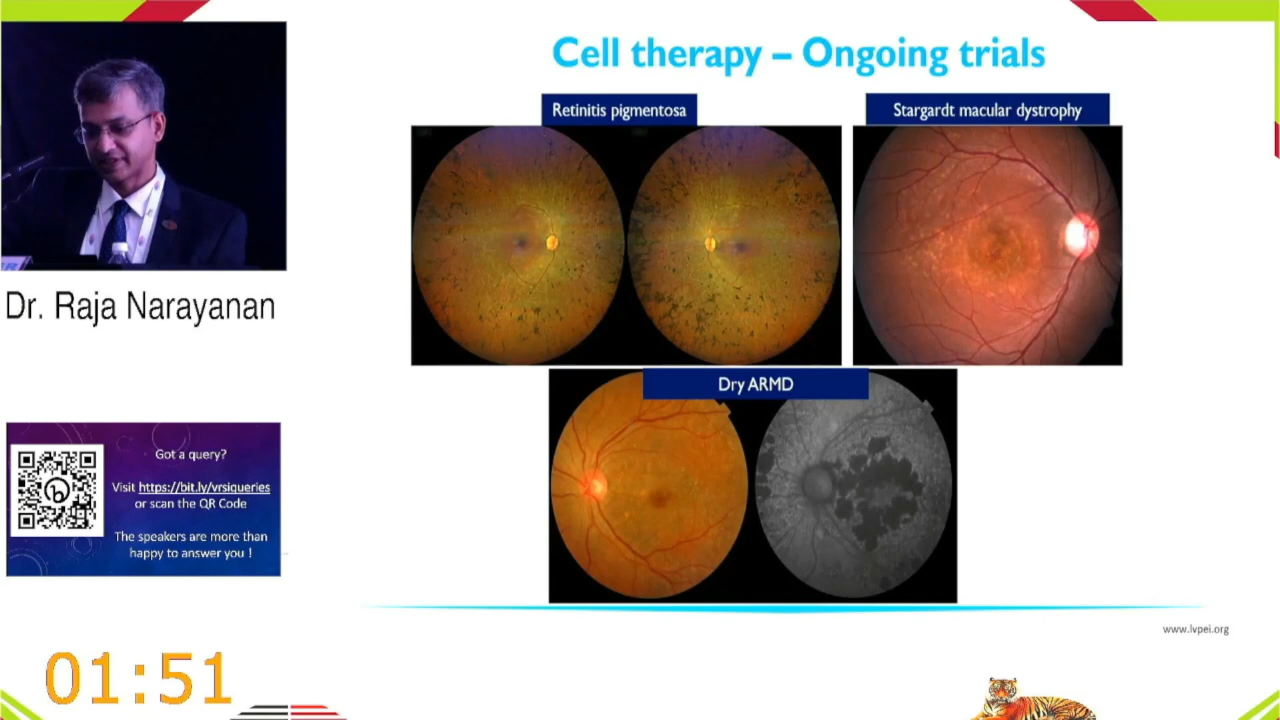 Cell therapy – Ongoing trials
Retinitis pigmentosa
Stargardt macular dystrophy
Dry ARMD
Dr. Raja Narayanan
Got a query?
Visit https://bit.ly/vrsiqueries
or scan the QR Code
The speakers are more than
happy to answer you !
www.lvpei.org
01:51